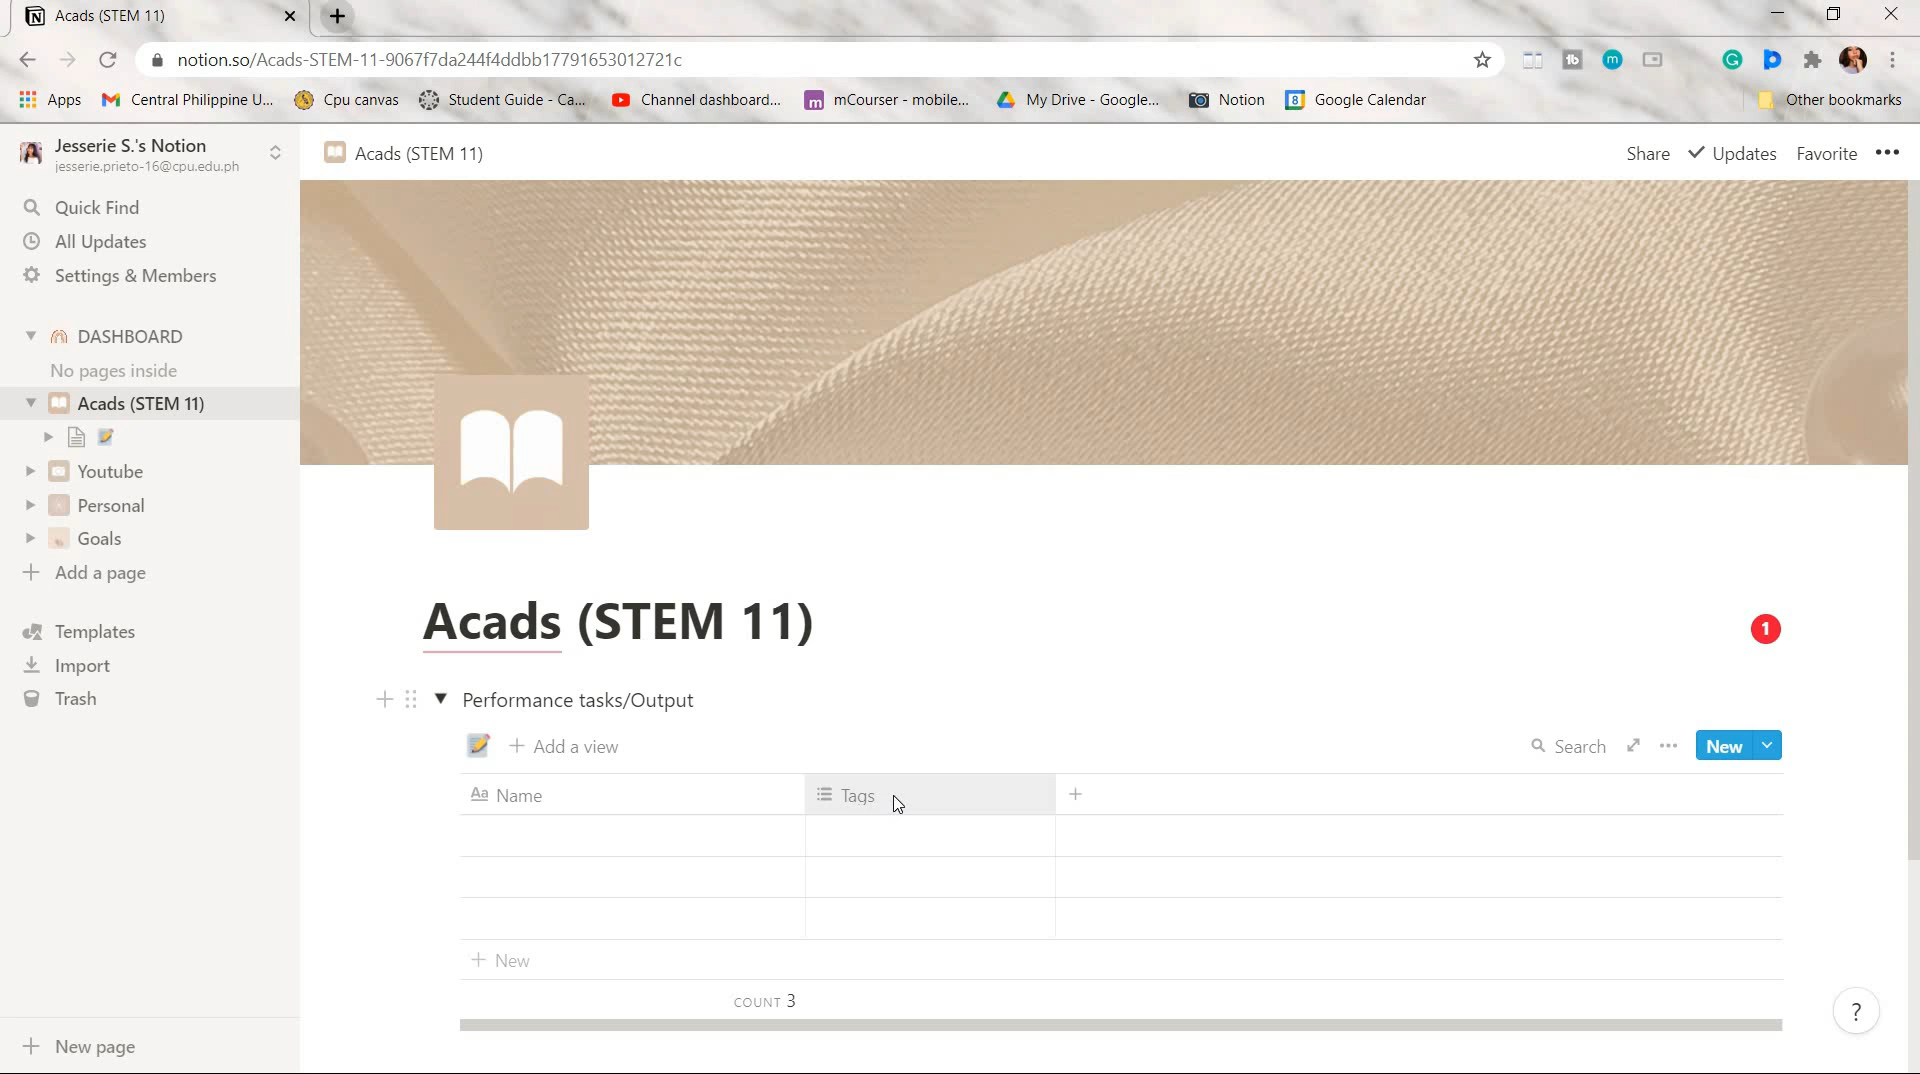 Acads (STEM 11)
notion.so/Acads-STEM-11-9067f7da244f4ddbb17791653012721c
Apps
Central Philippine U...
Cpu canvas
Student Guide - Ca...
Channel dashboard...
mCourser - mobile...
My Drive - Google...
Notion
8
Google Calendar
Other bookmarks
Jesserie S.'s Notion
jesserie.prieto-16@cpu.edu.ph
Acads (STEM 11)
Share
Updates
Favorite
Quick Find
All Updates
Settings & Members
DASHBOARD
No pages inside
Acads (STEM 11)
Youtube
Personal
Goals
Add a page
Templates
Import
Trash
New page
Acads (STEM 11)
1
Performance tasks/Output
Add a view
Search
New
Aa Name
Tags
New
COUNT 3
?